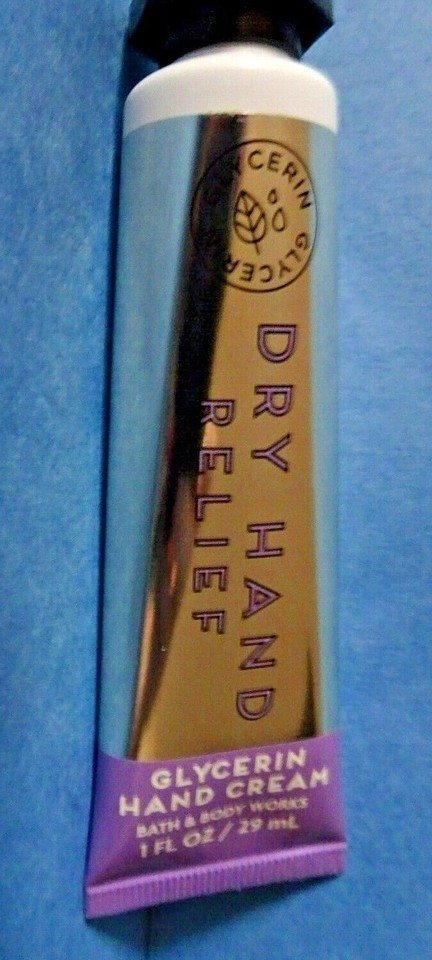 GLYCERIN GLYCERIN
DRY HAND
RELIEF
GLYCERIN
HAND CREAM
BATH & BODY WORKS
1 FL OZ / 29 mL